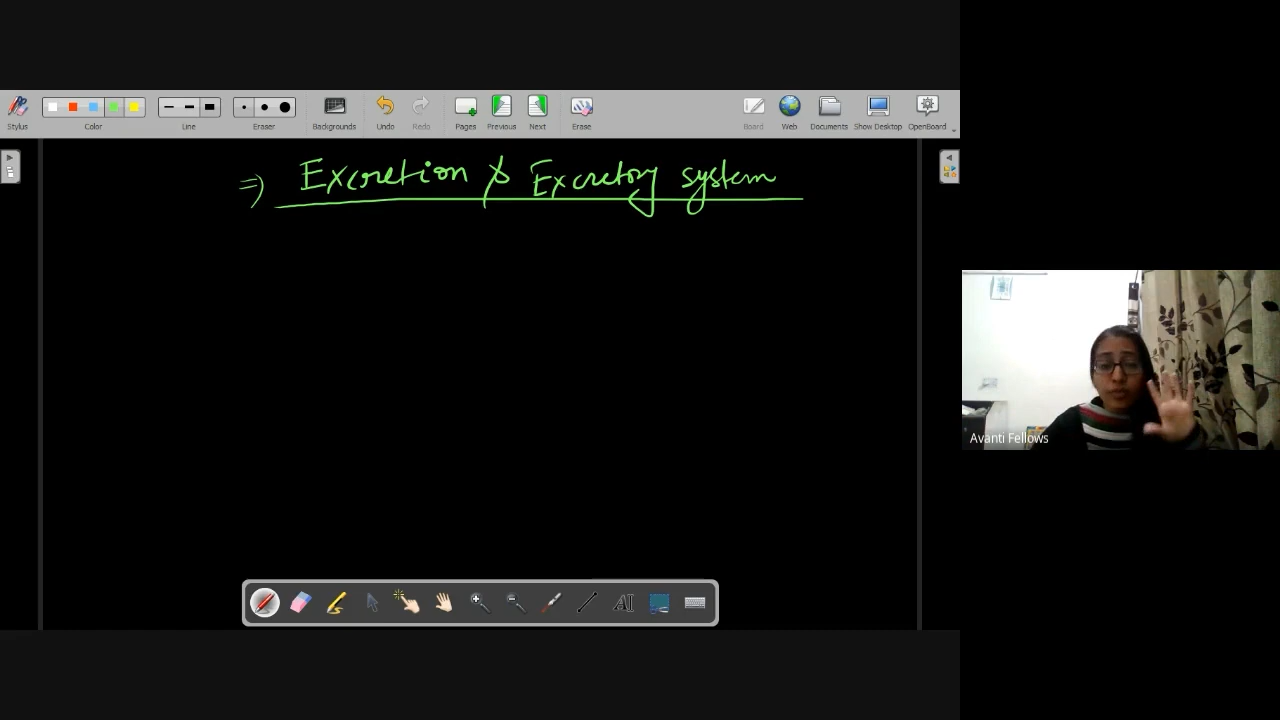 Stylus
Color
Line
Eraser
Backgrounds
Undo
Redo
Pages
Previous
Next
Erase
Board
Web
Documents
Show Desktop
OpenBoard
⇒ Excretion & Excretory system
AI
Avanti Fellows